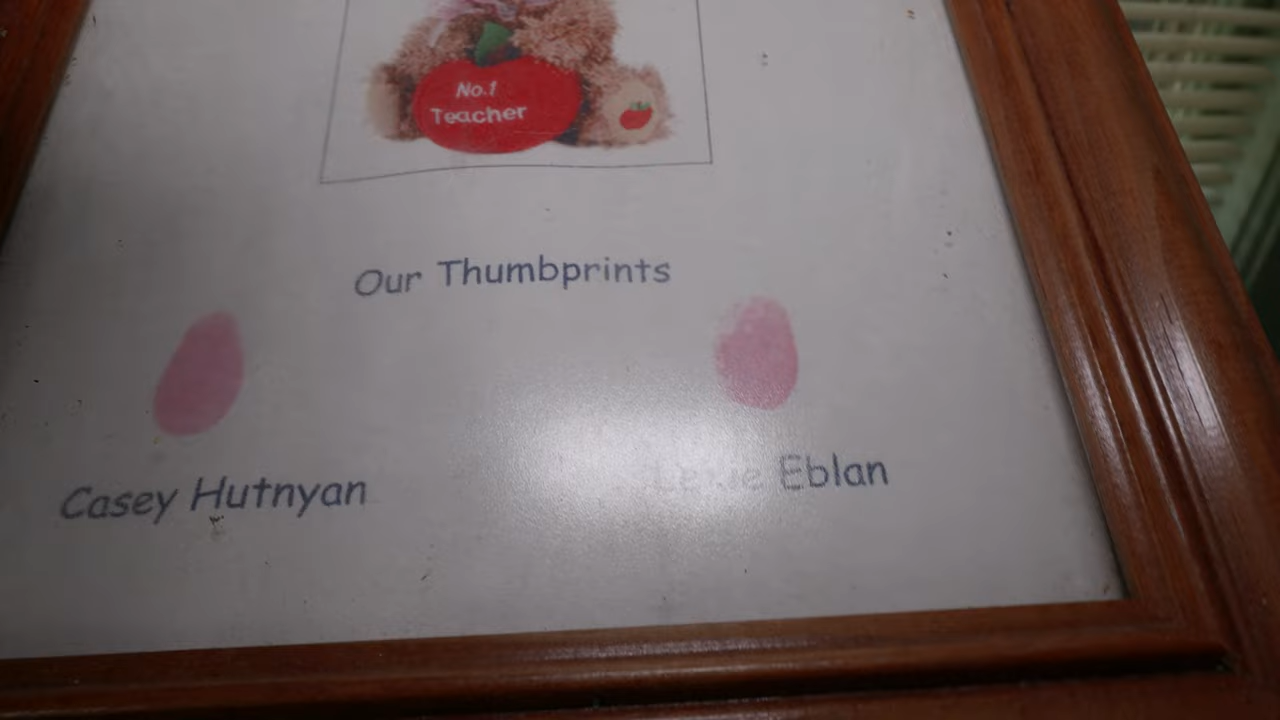 No.1
Teacher
Our Thumbprints
Casey Hutnyan
Eblan